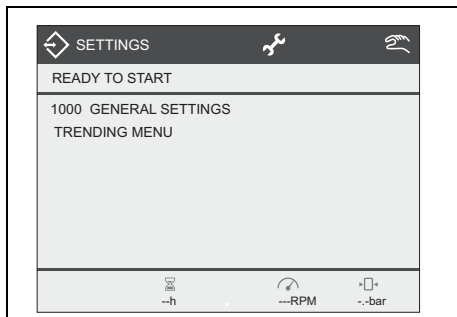 SETTINGS
READY TO START
1000 GENERAL SETTINGS
TRENDING MENU
--h ---RPM -.-bar